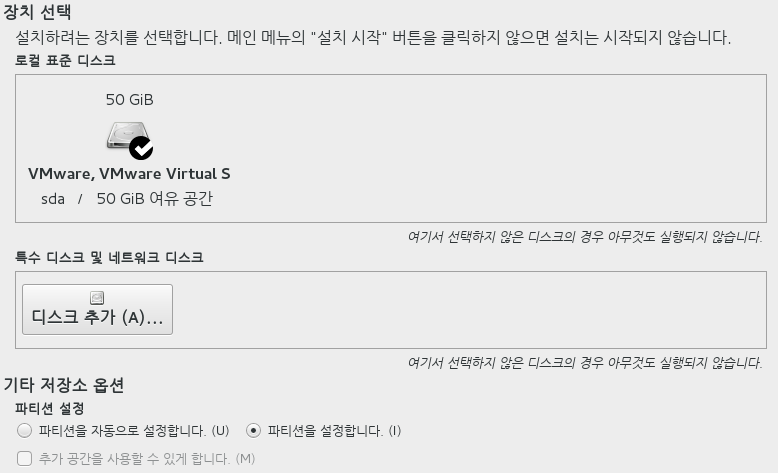 장치 선택
설치하려는 장치를 선택합니다. 메인 메뉴의 "설치 시작" 버튼을 클릭하지 않으면 설치는 시작되지 않습니다.
로컬 표준 디스크
50 GiB
VMware, VMware Virtual S
sda / 50 GiB 여유 공간
여기서 선택하지 않은 디스크의 경우 아무것도 실행되지 않습니다.
특수 디스크 및 네트워크 디스크
디스크 추가 (A)...
여기서 선택하지 않은 디스크의 경우 아무것도 실행되지 않습니다.
기타 저장소 옵션
파티션 설정
파티션을 자동으로 설정합니다. (U) 파티션을 설정합니다. (I)
추가 공간을 사용할 수 있게 합니다. (M)